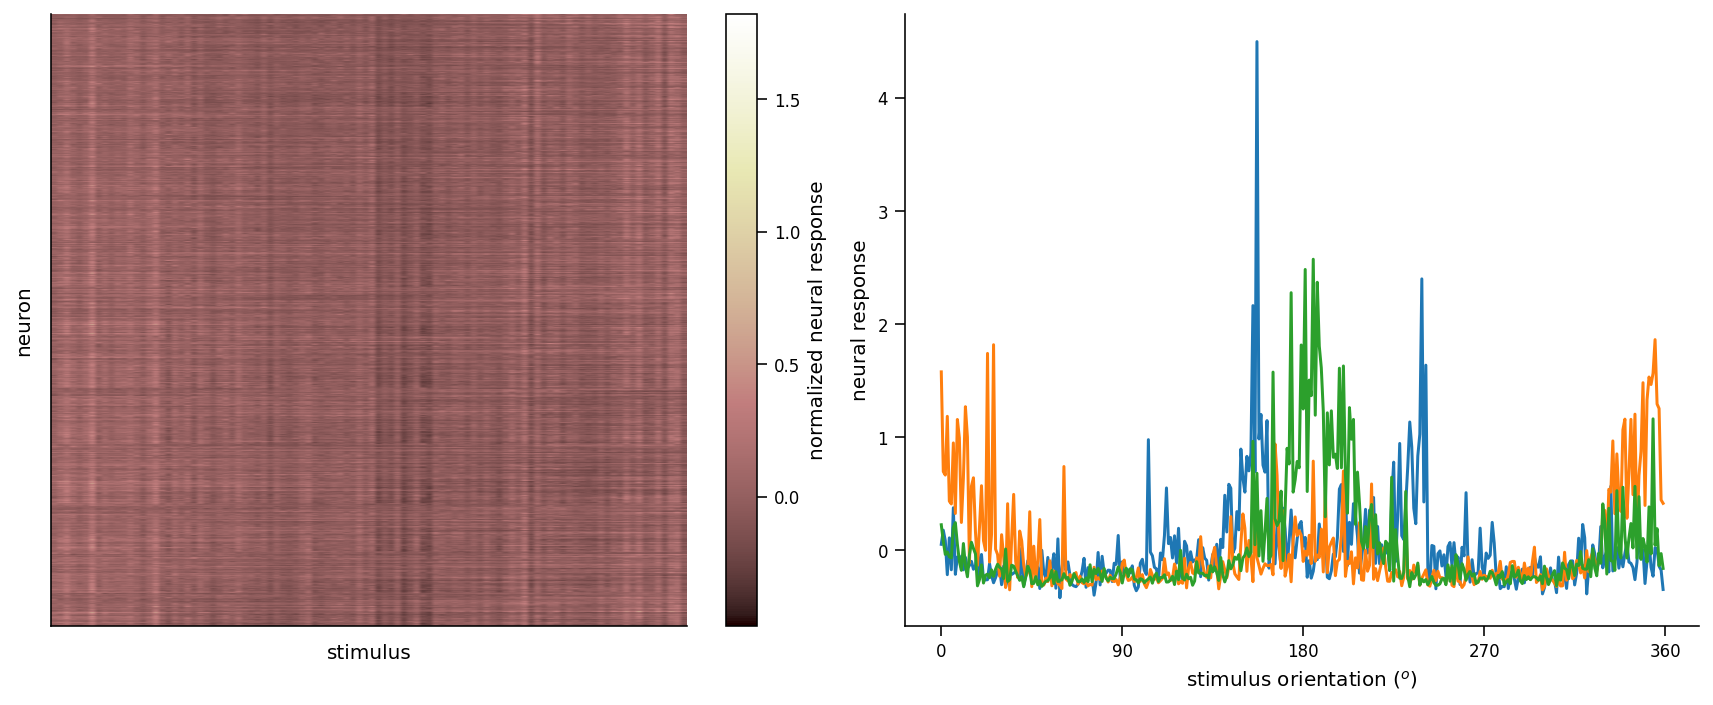 neuron
stimulus
1.5
1.0
0.5
0.0
normalized neural response
neural response
4
3
2
1
0
0
90
180
270
360
stimulus orientation (o)